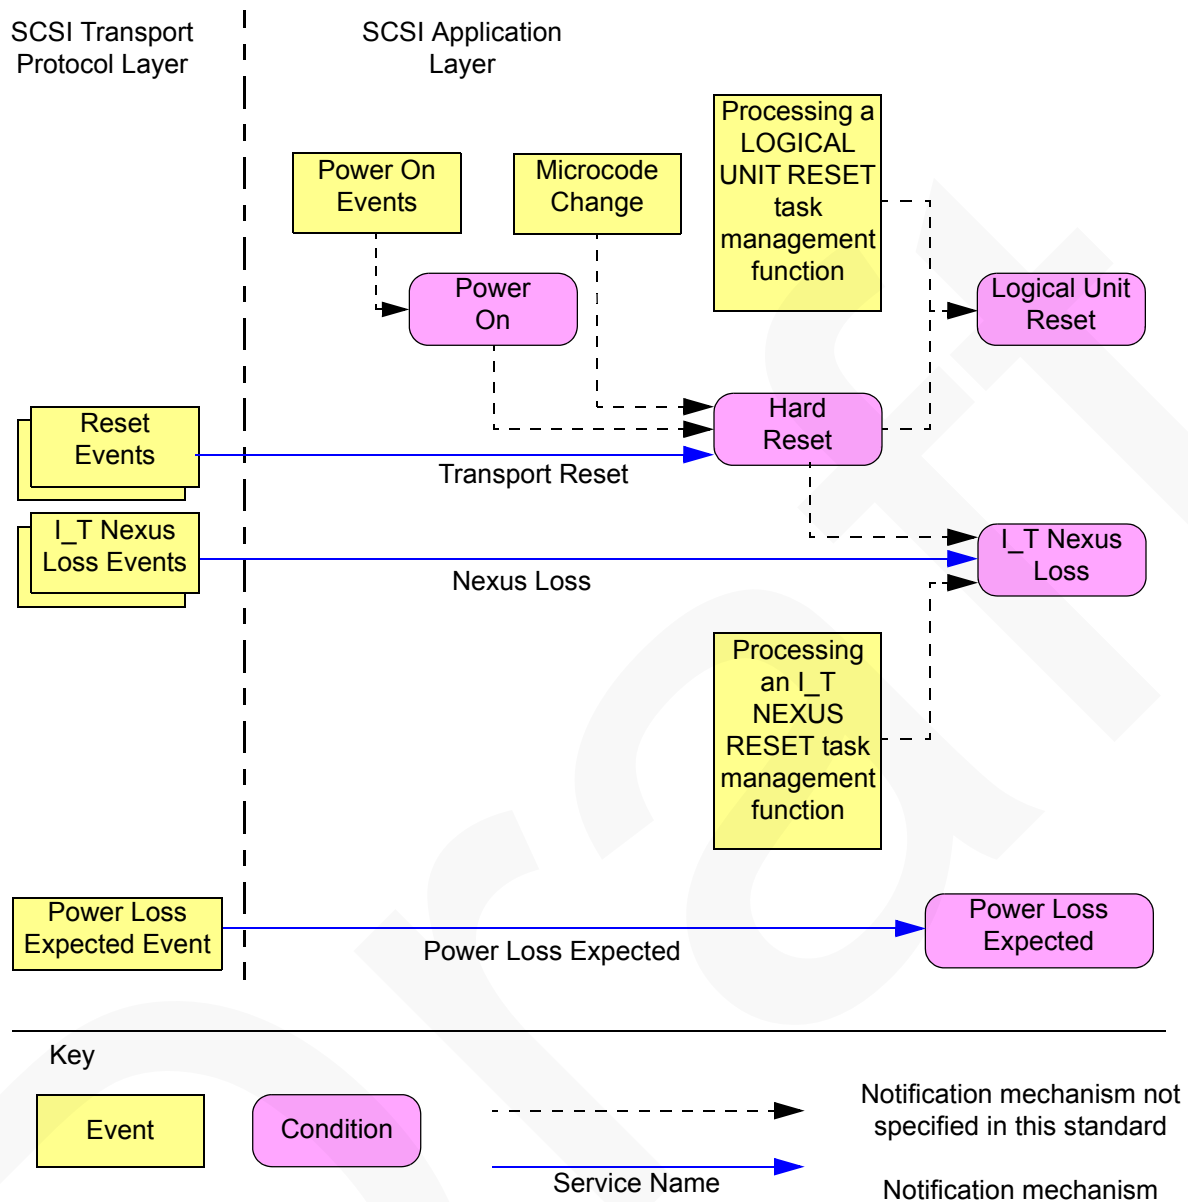 SCSI Transport
Protocol Layer
SCSI Application
Layer
Processing a
LOGICAL
UNIT RESET
task
management
function
Power On
Events
Microcode
Change
Power
On
Logical Unit
Reset
Reset
Events
Hard
Reset
Transport Reset
I_T Nexus
Loss Events
I_T Nexus
Loss
Nexus Loss
Processing
an I_T
NEXUS
RESET task
management
function
Power Loss
Expected Event
Power Loss
Expected
Power Loss Expected
Key
Event
Condition
Notification mechanism not
specified in this standard
Service Name
Notification mechanism